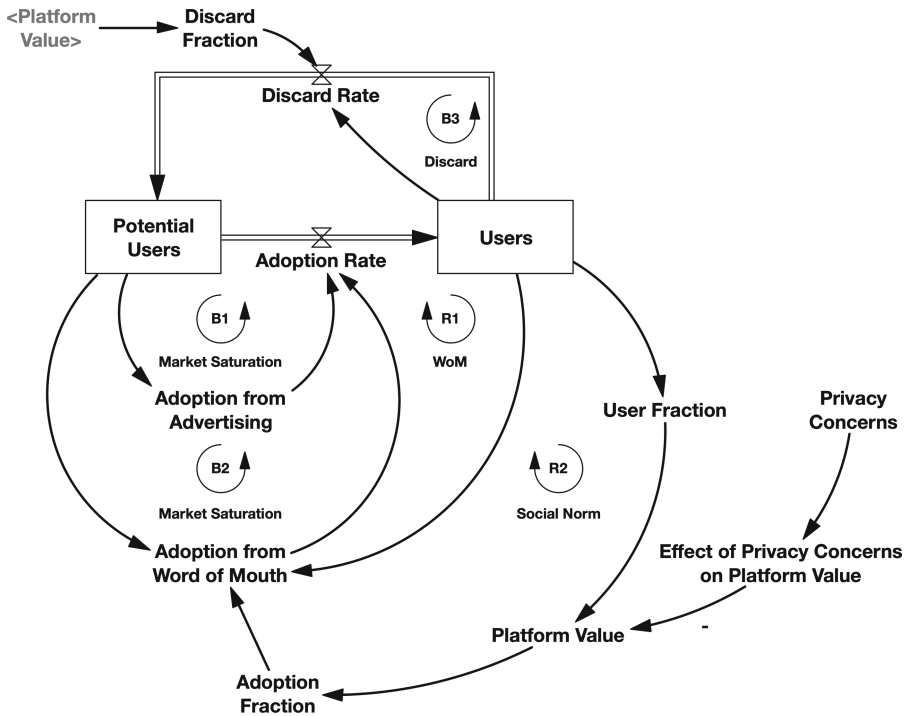 <Platform
Value>
Discard
Fraction
Discard Rate
B3
Discard
Potential
Users
Users
Adoption Rate
B1
Market Saturation
R1
WoM
Adoption from
Advertising
User Fraction
Privacy
Concerns
B2
Market Saturation
R2
Social Norm
Adoption from
Word of Mouth
Effect of Privacy Concerns
on Platform Value
-
Platform Value
Adoption
Fraction